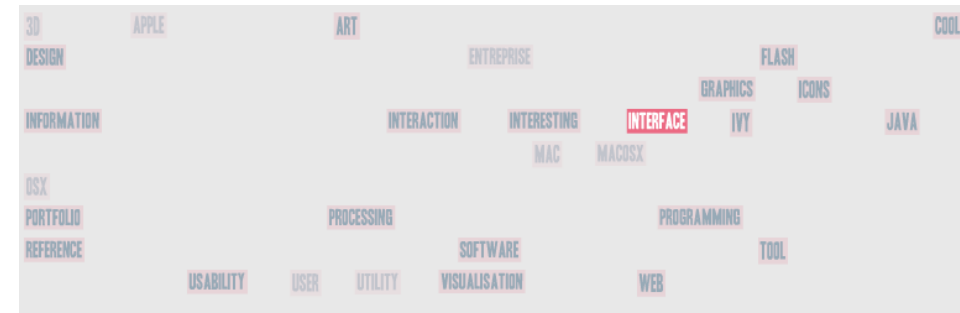 3D APPLE ART COOL
DESIGN ENTREPRISE FLASH
GRAPHICS ICONS
INFORMATION INTERACTION INTERESTING INTERFACE IVY JAVA
MAC MACOSX
OSX
PORTFOLIO PROCESSING PROGRAMMING
REFERENCE SOFTWARE TOOL
USABILITY USER UTILITY VISUALISATION WEB